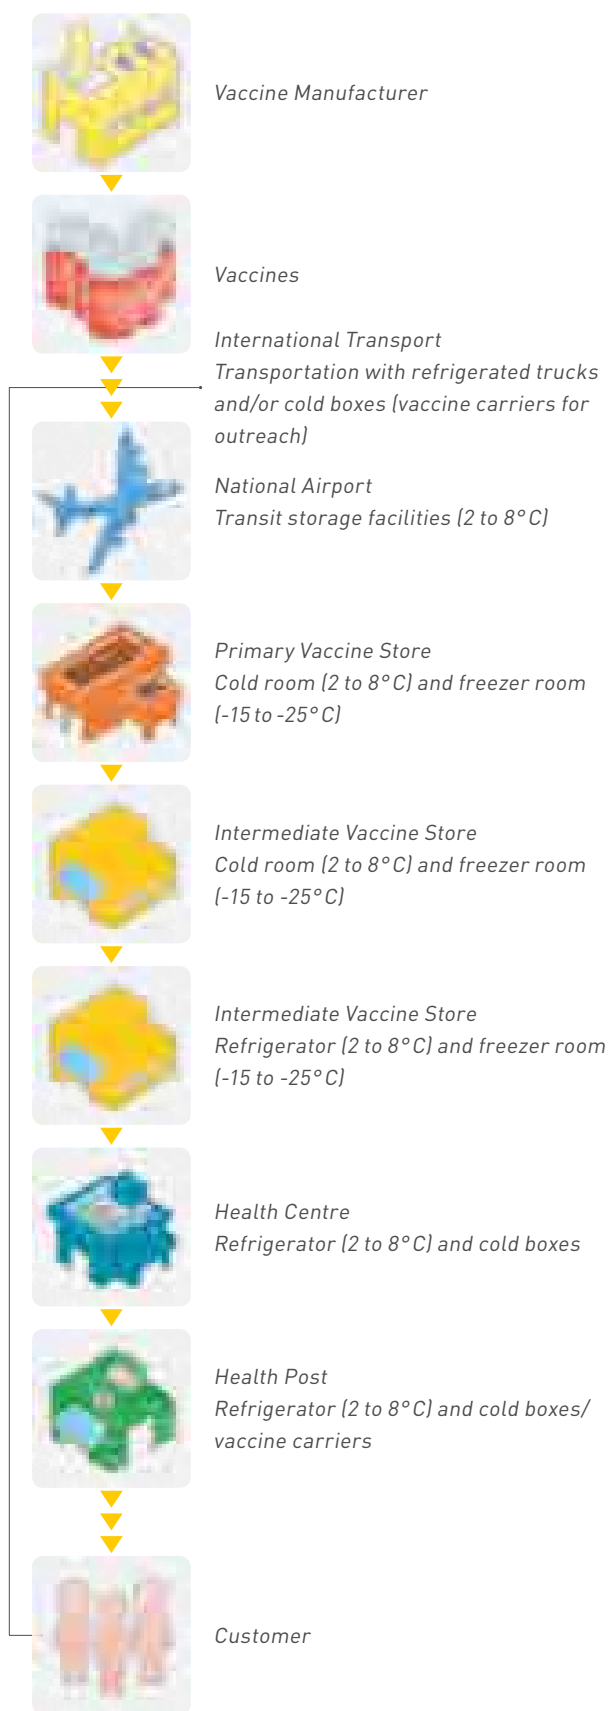 Vaccine Manufacturer
Vaccines
International Transport
Transportation with refrigerated trucks
and/or cold boxes (vaccine carriers for
outreach)
National Airport
Transit storage facilities (2 to 8°C)
Primary Vaccine Store
Cold room (2 to 8°C) and freezer room
(-15 to -25°C)
Intermediate Vaccine Store
Cold room (2 to 8°C) and freezer room
(-15 to -25°C)
Intermediate Vaccine Store
Refrigerator (2 to 8°C) and freezer room
(-15 to -25°C)
Health Centre
Refrigerator (2 to 8°C) and cold boxes
Health Post
Refrigerator (2 to 8°C) and cold boxes/
vaccine carriers
Customer